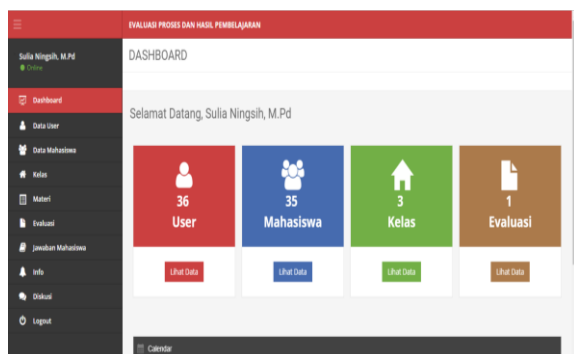 EVALUASI PROSES DAN HASIL PEMBELAJARAN
Sulia Ningsih, M.Pd
Online
DASHBOARD
Dashboard
Data User
Data Mahasiswa
Kelas
Materi
Evaluasi
Jawaban Mahasiswa
Info
Diskusi
Logout
Selamat Datang, Sulia Ningsih, M.Pd
36
User
Lihat Data
35
Mahasiswa
Lihat Data
3
Kelas
Lihat Data
1
Evaluasi
Lihat Data
Calendar